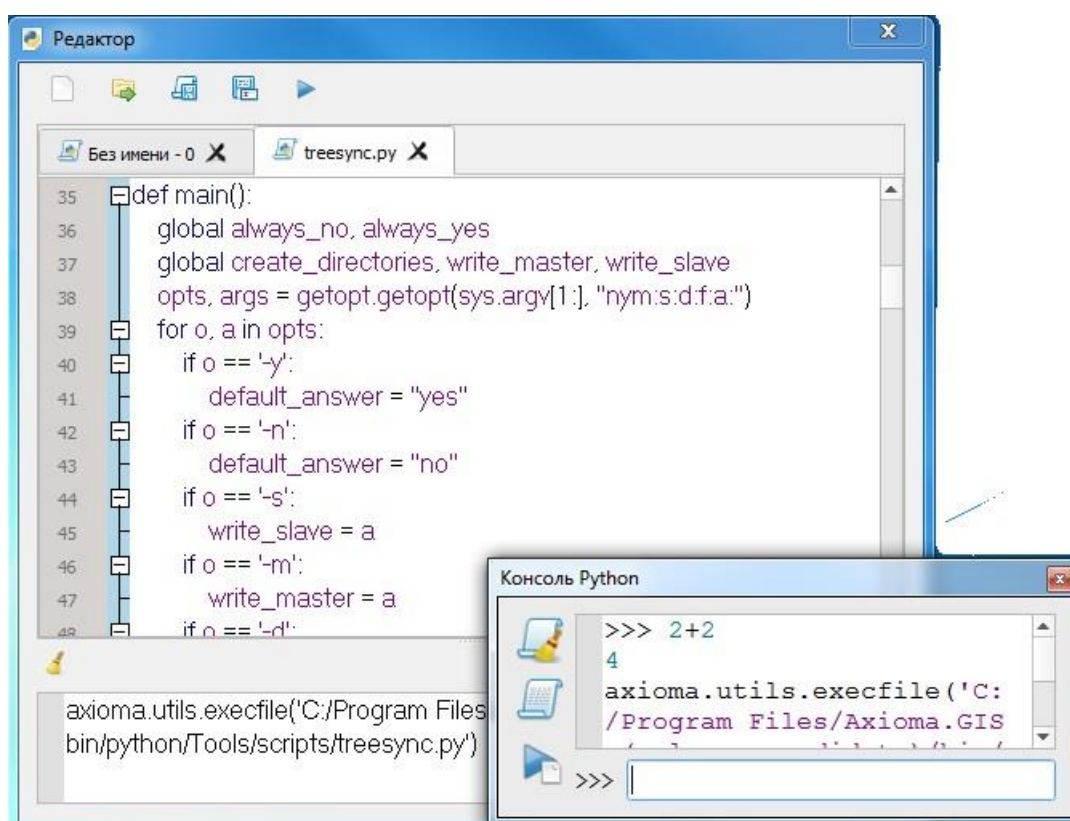 Редактор
Без имени - 0
treesync.py
35 def main():
36 global always_no, always_yes
37 global create_directories, write_master, write_slave
38 opts, args = getopt.getopt(sys.argv[1:], "nym:s:d:f:a:")
39 for o, a in opts:
40 if o == '-y':
41 default_answer = "yes"
42 if o == '-n':
43 default_answer = "no"
44 if o == '-s':
45 write_slave = a
46 if o == '-m':
47 write_master = a
48 if o == '-d':
axioma.utils.execfile('C:/Program Files
bin/python/Tools/scripts/treesync.py')
Консоль Python
>>> 2+2
4
axioma.utils.execfile('C:
/Program Files/Axioma.GIS
>>>